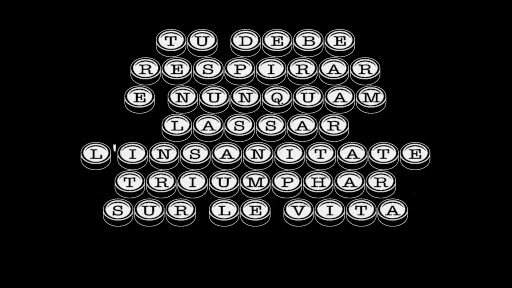 TU DEBE
RESPIRAR
E NUNQUAM
LASSAR
L'INSANITATE
TRIUMPHAR
SUR LE VITA